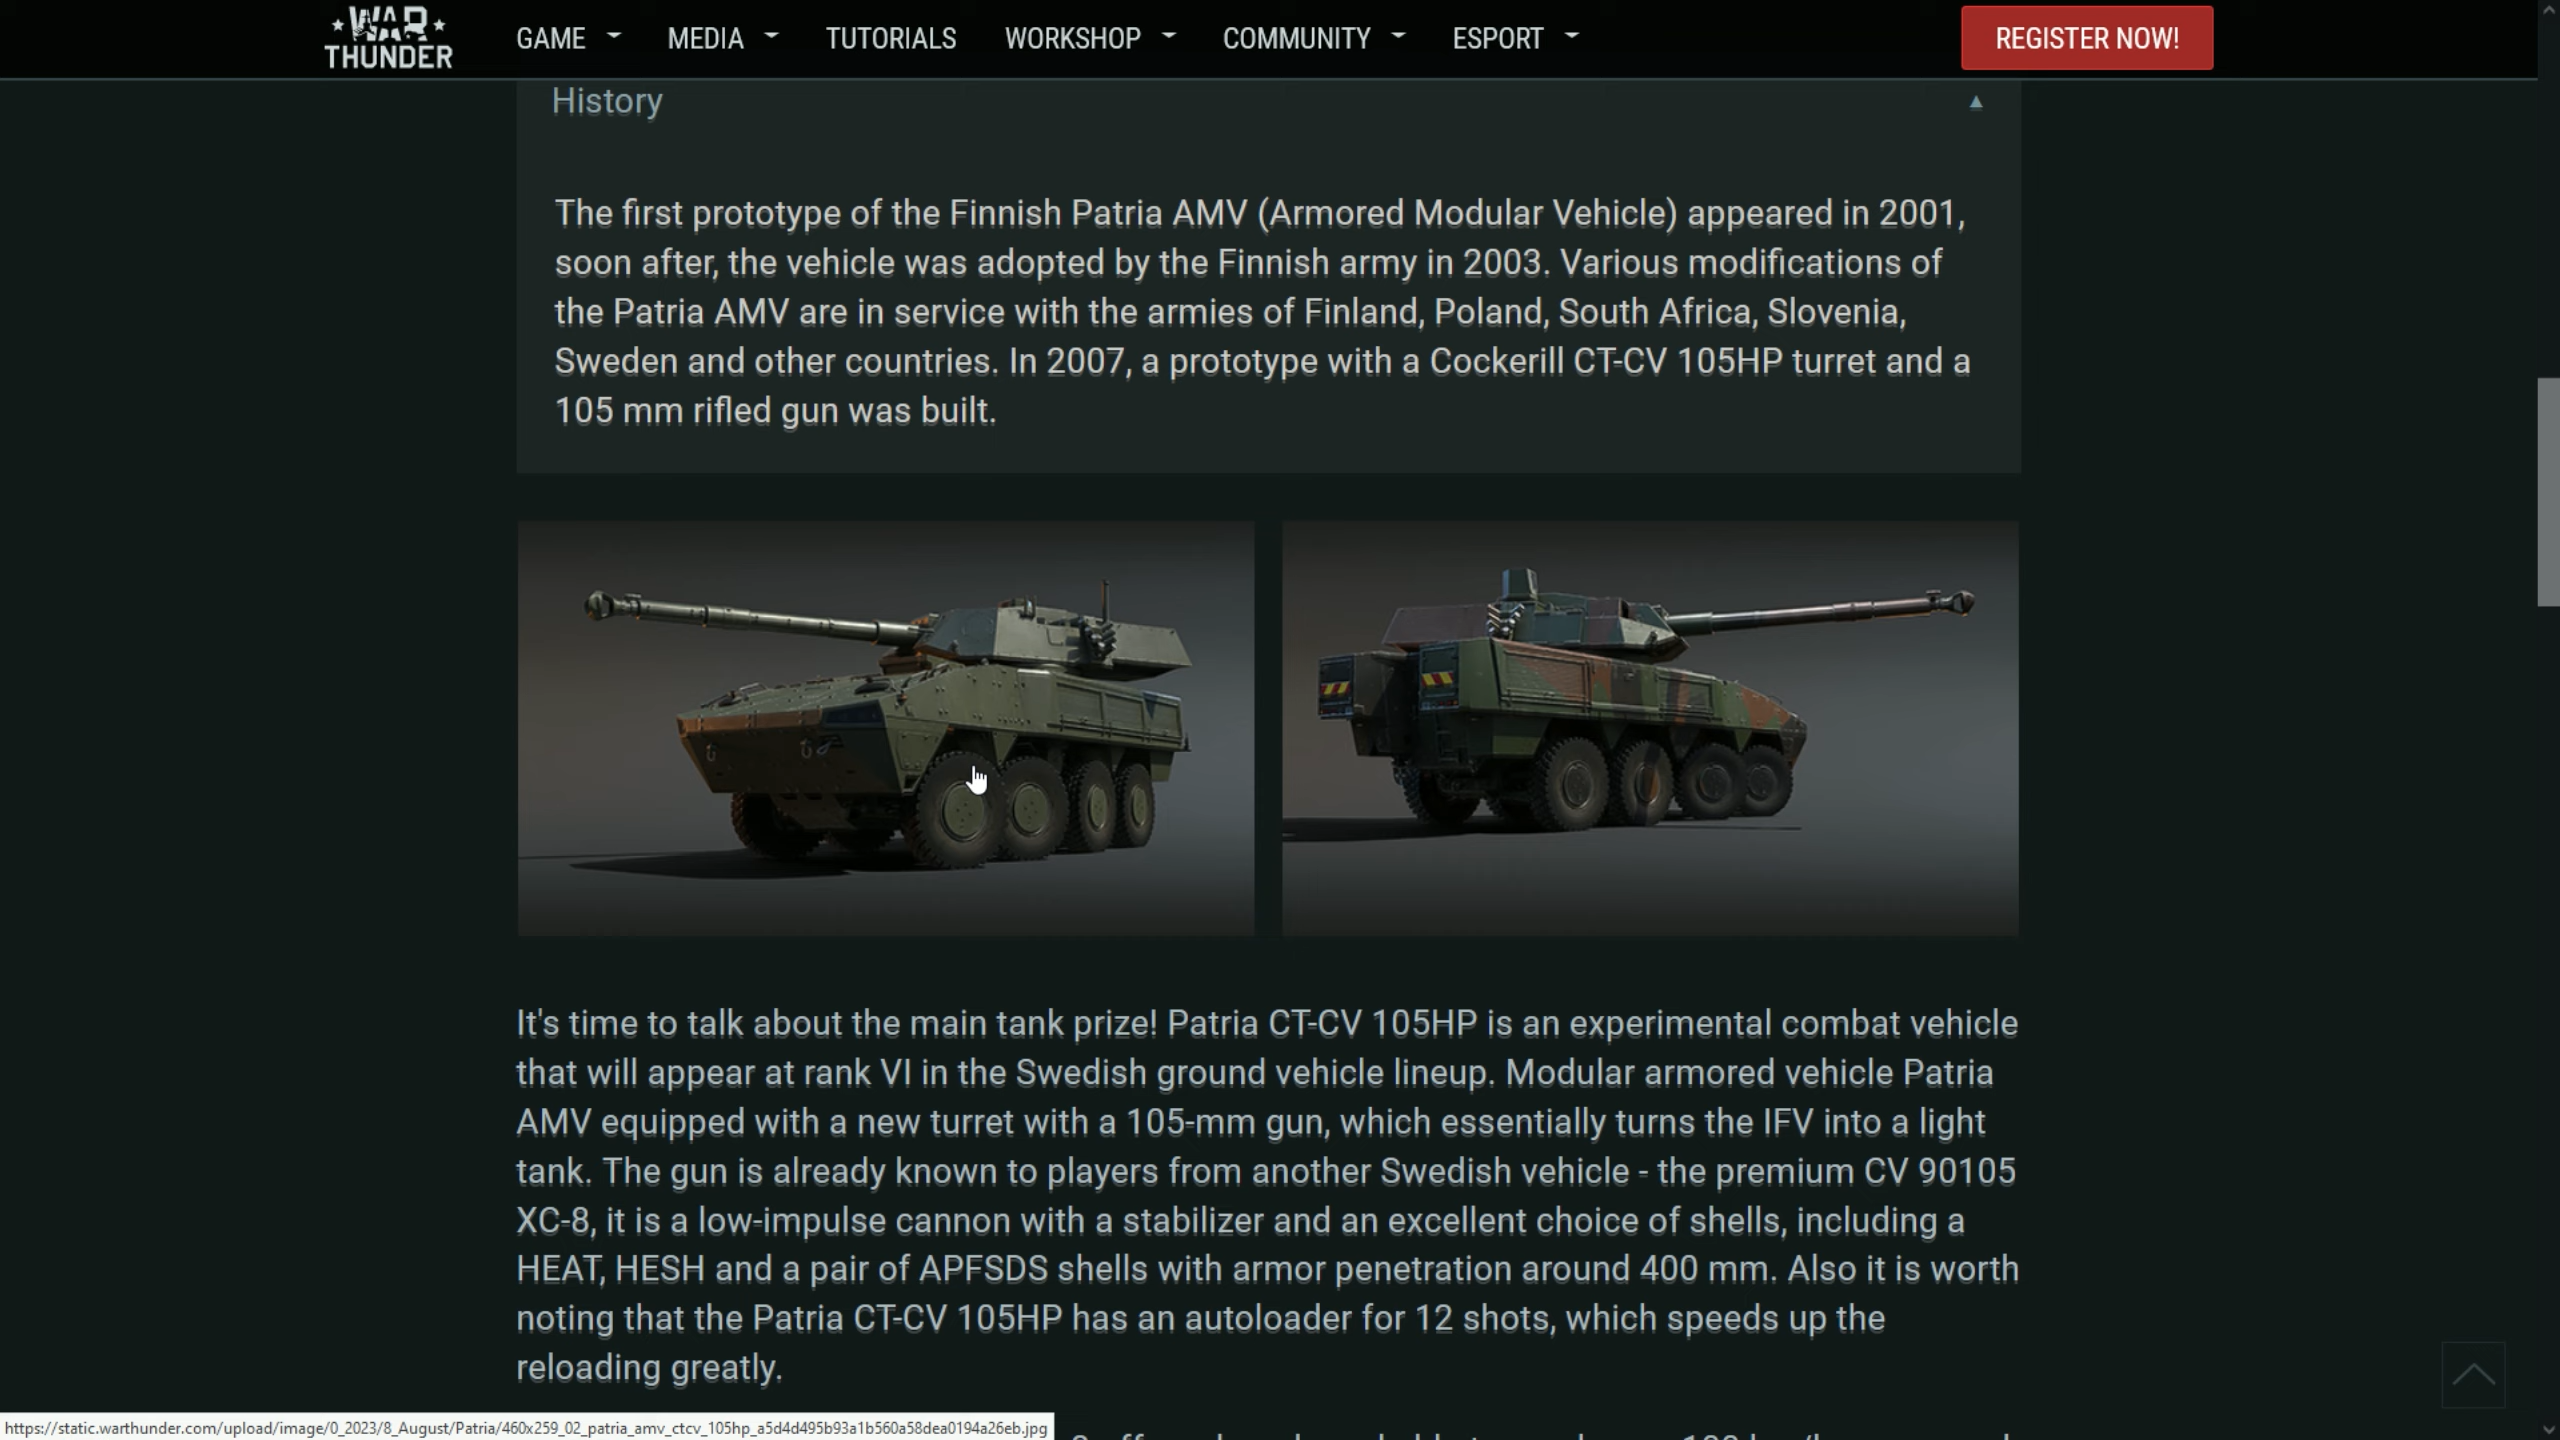 WAR
THUNDER
GAME
MEDIA
TUTORIALS
WORKSHOP
COMMUNITY
ESPORT
REGISTER NOW!
History
The first prototype of the Finnish Patria AMV (Armored Modular Vehicle) appeared in 2001,
soon after, the vehicle was adopted by the Finnish army in 2003. Various modifications of
the Patria AMV are in service with the armies of Finland, Poland, South Africa, Slovenia,
Sweden and other countries. In 2007, a prototype with a Cockerill CT-CV 105HP turret and a
105 mm rifled gun was built.
It's time to talk about the main tank prize! Patria CT-CV 105HP is an experimental combat vehicle
that will appear at rank VI in the Swedish ground vehicle lineup. Modular armored vehicle Patria
AMV equipped with a new turret with a 105-mm gun, which essentially turns the IFV into a light
tank. The gun is already known to players from another Swedish vehicle - the premium CV 90105
XC-8, it is a low-impulse cannon with a stabilizer and an excellent choice of shells, including a
HEAT, HESH and a pair of APFSDS shells with armor penetration around 400 mm. Also it is worth
noting that the Patria CT-CV 105HP has an autoloader for 12 shots, which speeds up the
reloading greatly.
https://static.warthunder.com/upload/image/0_2023/8_August/Patria/460x259_02_patria_amv_ctcv_105hp_a5d4d495b93a1b560a58dea0194a26eb.jpg